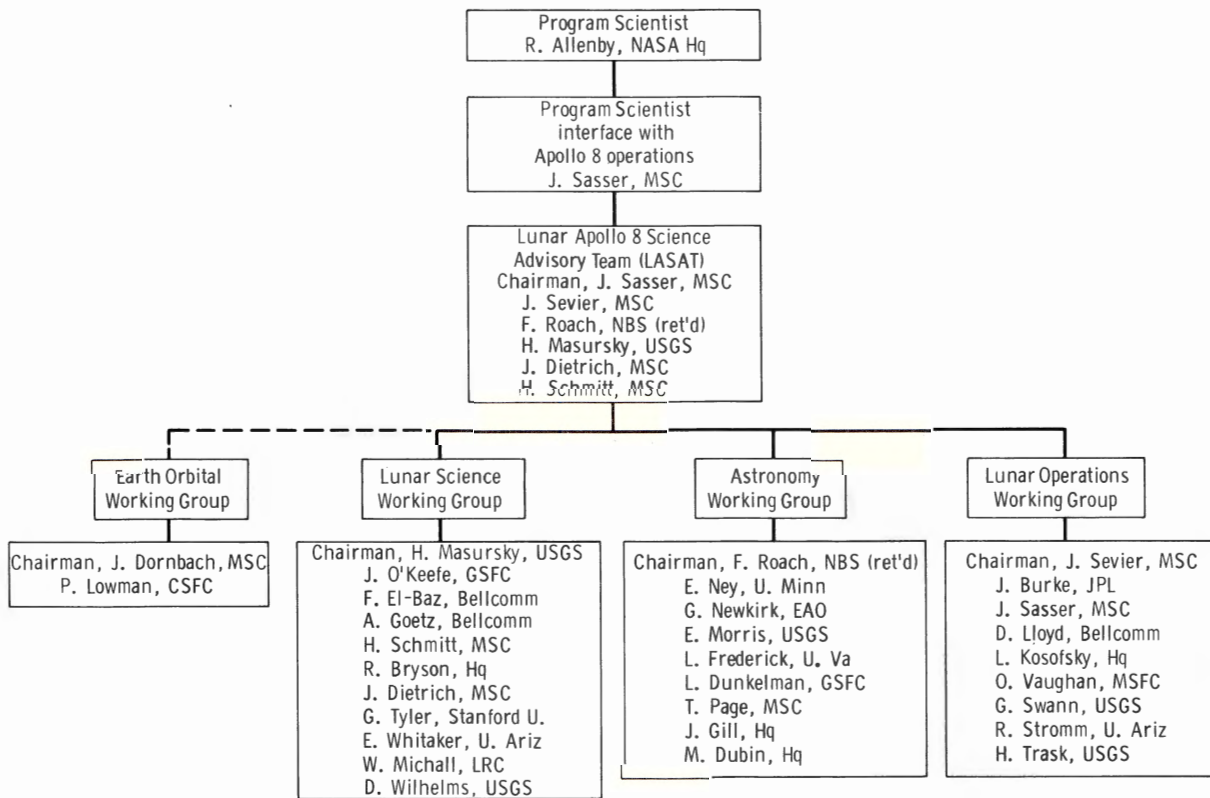 Program Scientist
R. Allenby, NASA Hq
Program Scientist
interface with
Apollo 8 operations
J. Sasser, MSC
Lunar Apollo 8 Science
Advisory Team (LASAT)
Chairman, J. Sasser, MSC
J. Sevier, MSC
F. Roach, NBS (ret'd)
H. Masursky, USGS
J. Dietrich, MSC
H. Schmitt, MSC
Earth Orbital
Working Group
Chairman, J. Dornbach, MSC
P. Lowman, CSFC
Lunar Science
Working Group
Chairman, H. Masursky, USGS
J. O'Keefe, GSFC
F. El-Baz, Bellcomm
A. Goetz, Bellcomm
H. Schmitt, MSC
R. Bryson, Hq
J. Dietrich, MSC
G. Tyler, Stanford U.
E. Whitaker, U. Ariz
W. Michall, LRC
D. Wilhelms, USGS
Astronomy
Working Group
Chairman, F. Roach, NBS (ret'd)
E. Ney, U. Minn
G. Newkirk, EAO
E. Morris, USGS
L. Frederick, U. Va
L. Dunkelman, GSFC
T. Page, MSC
J. Gill, Hq
M. Dubin, Hq
Lunar Operations
Working Group
Chairman, J. Sevier, MSC
J. Burke, JPL
J. Sasser, MSC
D. Lloyd, Bellcomm
L. Kosofsky, Hq
O. Vaughan, MSFC
G. Swann, USGS
R. Stromm, U. Ariz
H. Trask, USGS